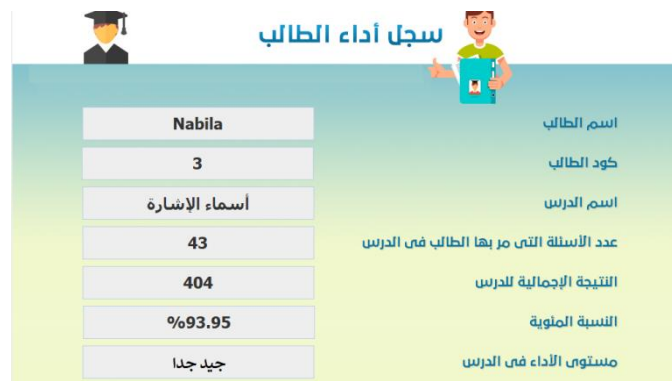 سجل أداء الطالب
اسم الطالب Nabila
كود الطالب 3
اسم الدرس أسماء الإشارة
عدد الأسئلة التى مر بها الطالب فى الدرس 43
النتيجة الإجمالية للدرس 404
النسبة المئوية %93.95
مستوى الأداء فى الدرس جيد جدا